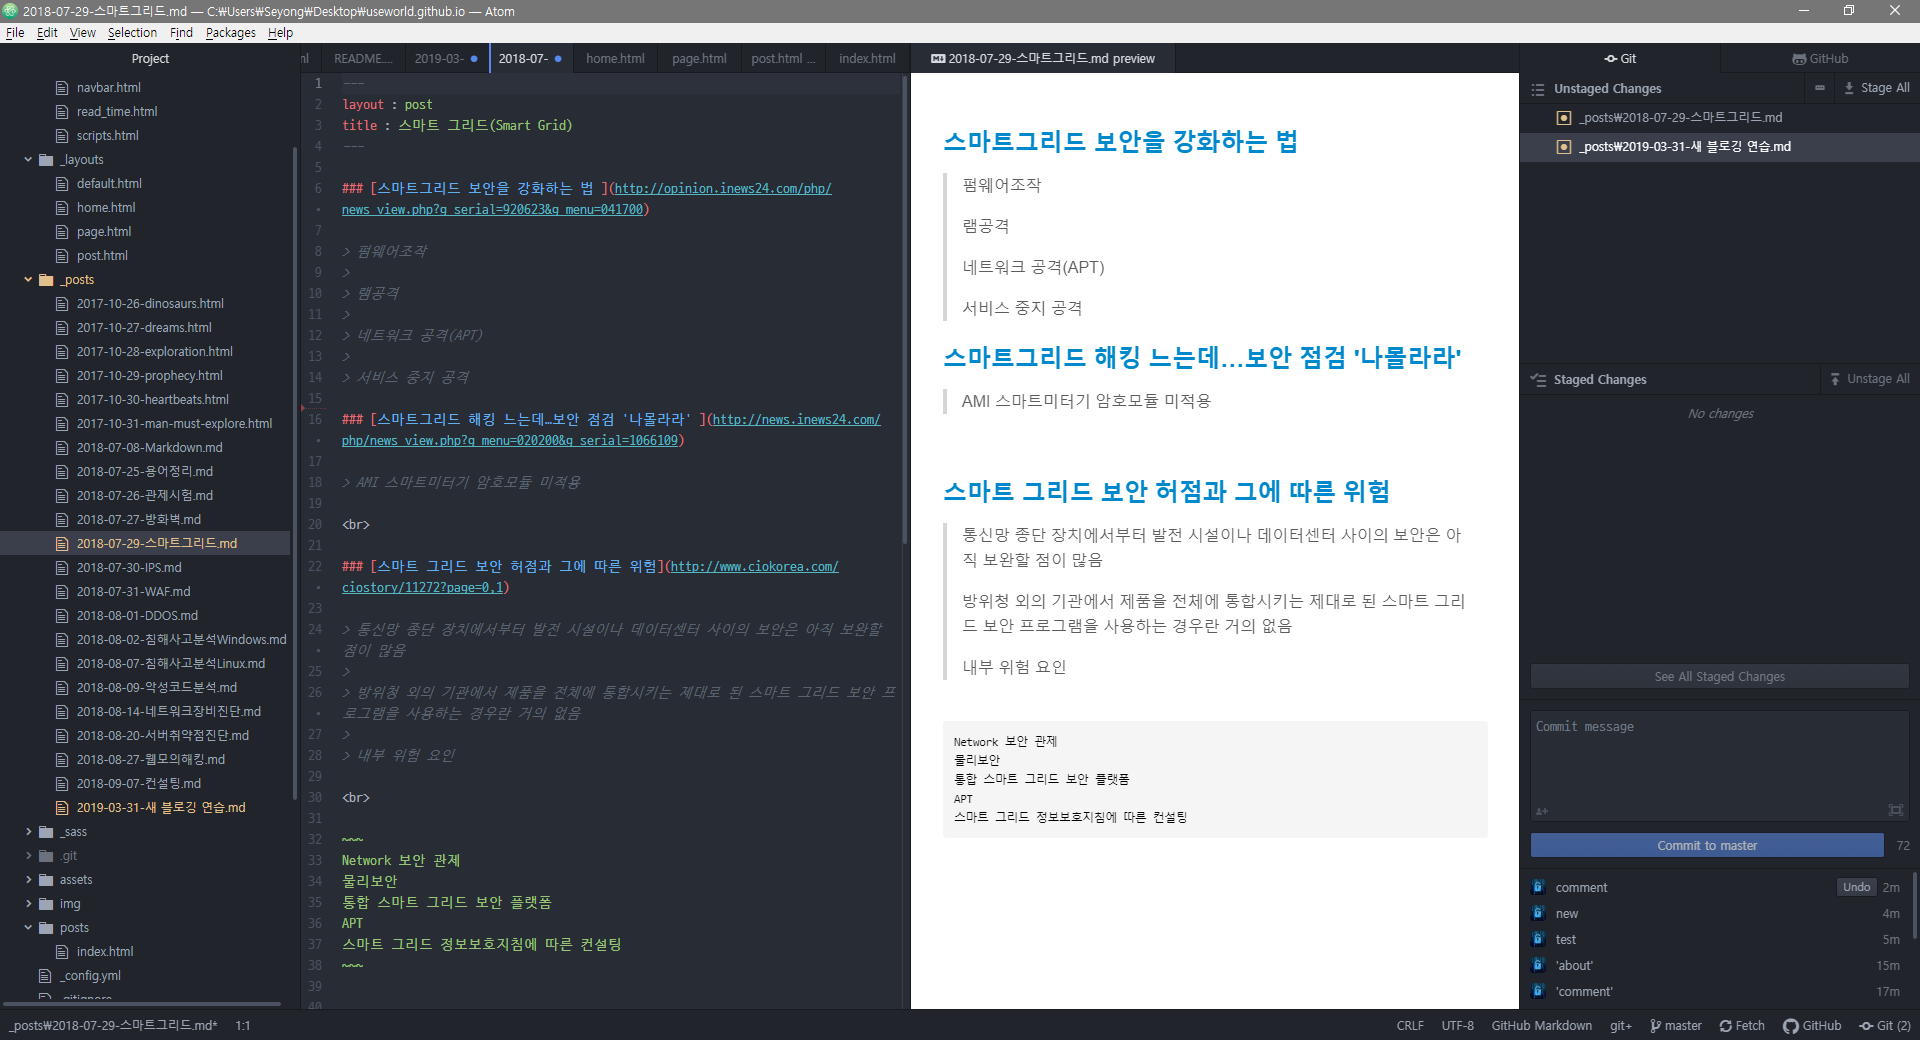 2018-07-29-스마트그리드.md — C:₩Users₩Seyong₩Desktop₩useworld.github.io — Atom
File Edit View Selection Find Packages Help
Project
navbar.html
read_time.html
scripts.html
_layouts
default.html
home.html
page.html
post.html
_posts
2017-10-26-dinosaurs.html
2017-10-27-dreams.html
2017-10-28-exploration.html
2017-10-29-prophecy.html
2017-10-30-heartbeats.html
2017-10-31-man-must-explore.html
2018-07-08-Markdown.md
2018-07-25-용어정리.md
2018-07-26-관제시험.md
2018-07-27-방화벽.md
2018-07-29-스마트그리드.md
2018-07-30-IPS.md
2018-07-31-WAF.md
2018-08-01-DDOS.md
2018-08-02-침해사고분석Windows.md
2018-08-07-침해사고분석Linux.md
2018-08-09-악성코드분석.md
2018-08-14-네트워크장비진단.md
2018-08-20-서버취약점진단.md
2018-08-27-웹모의해킹.md
2018-09-07-컨설팅.md
2019-03-31-새 블로깅 연습.md
_sass
.git
assets
img
posts
index.html
_config.yml
.gitignore
nl README.... 2019-03- 2018-07- home.html page.html post.html ... index.html
1 ---
2 layout : post
3 title : 스마트 그리드(Smart Grid)
4 ---
5
6 ### [스마트그리드 보안을 강화하는 법 ](http://opinion.inews24.com/php/
• news_view.php?g_serial=920623&g_menu=041700)
7
8 > 펌웨어조작
9 >
10 > 램공격
11 >
12 > 네트워크 공격(APT)
13 >
14 > 서비스 중지 공격
15
16 ### [스마트그리드 해킹 느는데…보안 점검 '나몰라라' ](http://news.inews24.com/
• php/news_view.php?g_menu=020200&g_serial=1066109)
17
18 > AMI 스마트미터기 암호모듈 미적용
19
20 <br>
21
22 ### [스마트 그리드 보안 허점과 그에 따른 위험](http://www.ciokorea.com/
• ciostory/11272?page=0,1)
23
24 > 통신망 종단 장치에서부터 발전 시설이나 데이터센터 사이의 보안은 아직 보완할
• 점이 많음
25 >
26 > 방위청 외의 기관에서 제품을 전체에 통합시키는 제대로 된 스마트 그리드 보안 프
• 로그램을 사용하는 경우란 거의 없음
27 >
28 > 내부 위험 요인
29
30 <br>
31
32 ~~~
33 Network 보안 관제
34 물리보안
35 통합 스마트 그리드 보안 플랫폼
36 APT
37 스마트 그리드 정보보호지침에 따른 컨설팅
38 ~~~
39
40
2018-07-29-스마트그리드.md preview
스마트그리드 보안을 강화하는 법
펌웨어조작
램공격
네트워크 공격(APT)
서비스 중지 공격
스마트그리드 해킹 느는데…보안 점검 '나몰라라'
AMI 스마트미터기 암호모듈 미적용
스마트 그리드 보안 허점과 그에 따른 위험
통신망 종단 장치에서부터 발전 시설이나 데이터센터 사이의 보안은 아
직 보완할 점이 많음
방위청 외의 기관에서 제품을 전체에 통합시키는 제대로 된 스마트 그리
드 보안 프로그램을 사용하는 경우란 거의 없음
내부 위험 요인
Network 보안 관제
물리보안
통합 스마트 그리드 보안 플랫폼
APT
스마트 그리드 정보보호지침에 따른 컨설팅
Git GitHub
Unstaged Changes ... Stage All
_posts₩2018-07-29-스마트그리드.md
_posts₩2019-03-31-새 블로깅 연습.md
Staged Changes Unstage All
No changes
See All Staged Changes
Commit message
Commit to master 72
comment Undo 2m
new 4m
test 5m
'about' 15m
'comment' 17m
_posts₩2018-07-29-스마트그리드.md* 1:1 CRLF UTF-8 GitHub Markdown git+ master Fetch GitHub Git (2)